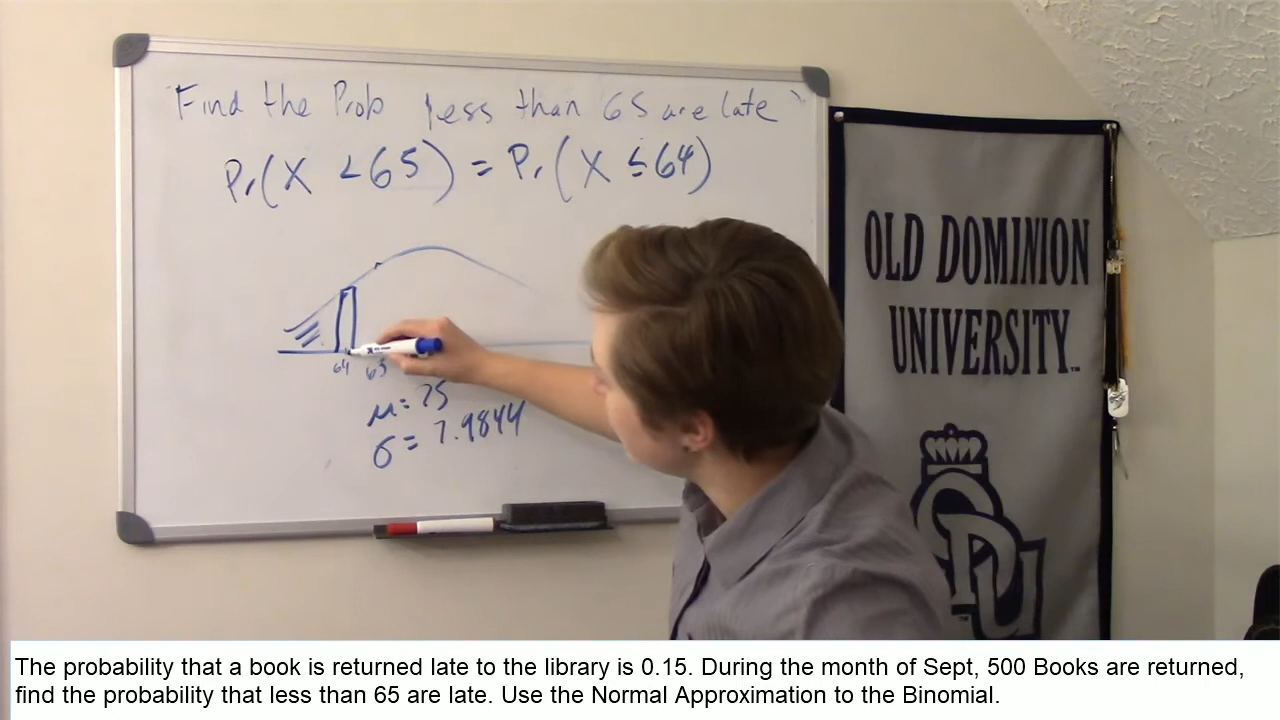 Find the Prob less than 65 are late
Pr(X <65) = Pr(X ≤64)
64 65
μ=75
σ= 7.9844
OLD DOMINION
UNIVERSITY™
ODU
The probability that a book is returned late to the library is 0.15. During the month of Sept, 500 Books are returned,
find the probability that less than 65 are late. Use the Normal Approximation to the Binomial.